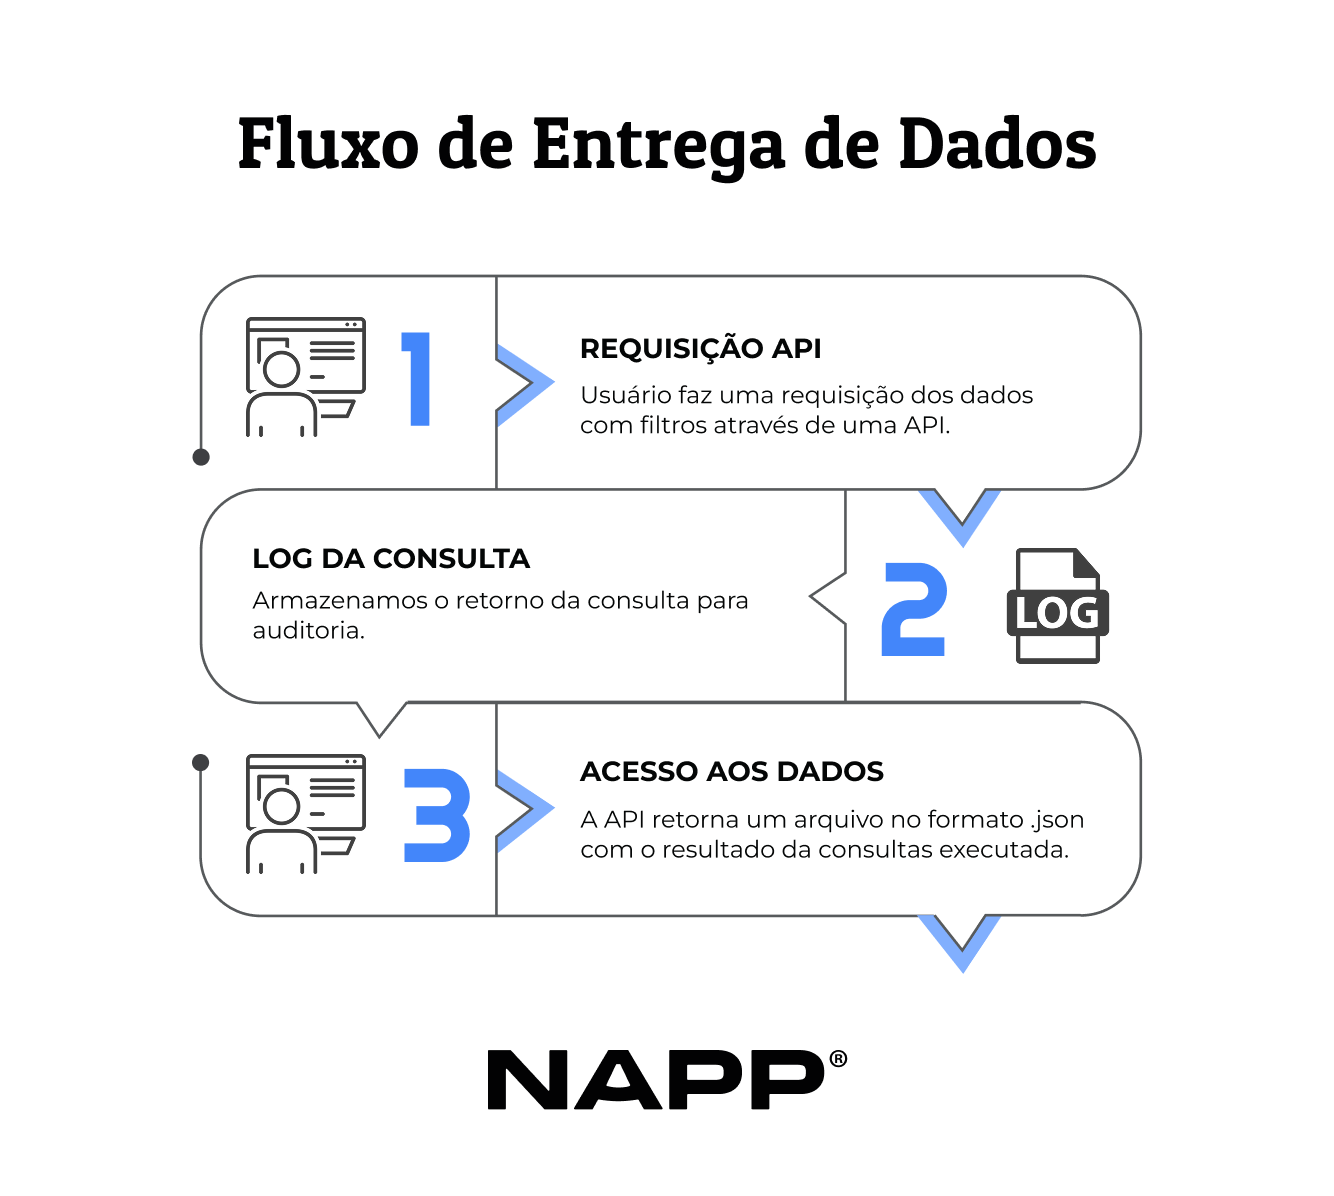 Fluxo de Entrega de Dados
1
REQUISIÇÃO API
Usuário faz uma requisição dos dados
com filtros através de uma API.
LOG DA CONSULTA
Armazenamos o retorno da consulta para
auditoria.
2
LOG
3
ACESSO AOS DADOS
A API retorna um arquivo no formato .json
com o resultado da consultas executada.
NAPP®